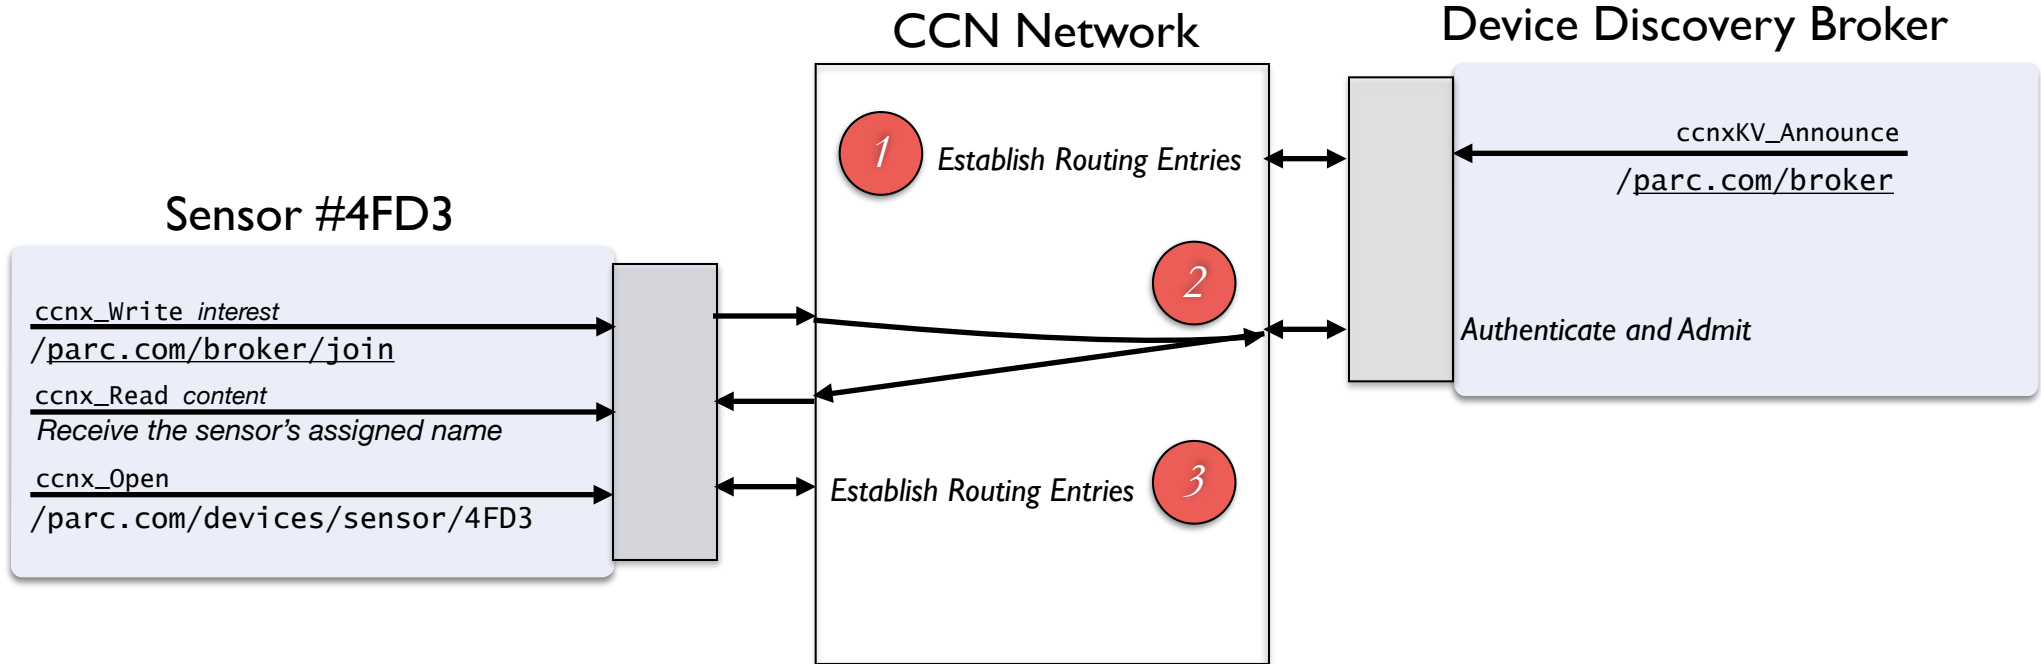 CCN Network
Device Discovery Broker
1
Establish Routing Entries
ccnxKV_Announce
/parc.com/broker
Sensor #4FD3
ccnx_Write interest
/parc.com/broker/join
2
Authenticate and Admit
ccnx_Read content
Receive the sensor's assigned name
ccnx_Open
/parc.com/devices/sensor/4FD3
Establish Routing Entries
3